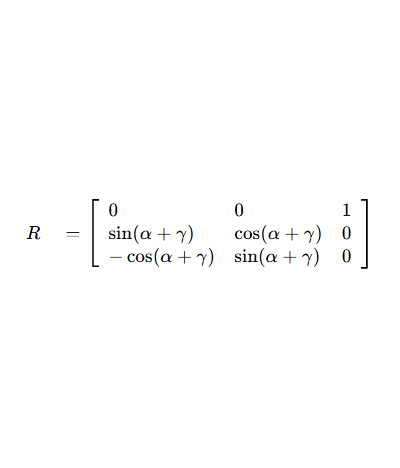 R = [ 0 0 1
sin(α + γ) cos(α + γ) 0
− cos(α + γ) sin(α + γ) 0 ]